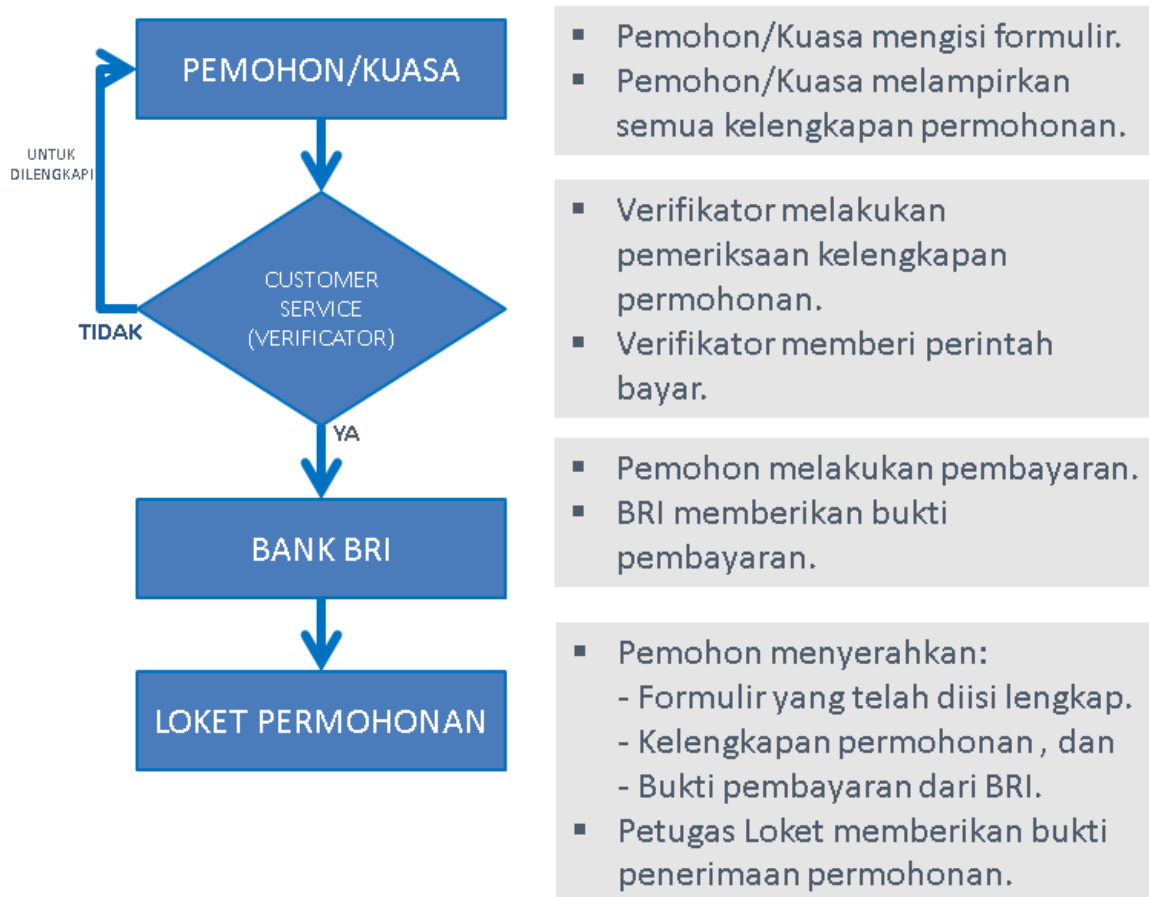 PEMOHON/KUASA
▪ Pemohon/Kuasa mengisi formulir.
▪ Pemohon/Kuasa melampirkan
semua kelengkapan permohonan.
UNTUK
DILENGKAPI
CUSTOMER
SERVICE
(VERIFICATOR)
TIDAK
YA
▪ Verifikator melakukan
pemeriksaan kelengkapan
permohonan.
▪ Verifikator memberi perintah
bayar.
BANK BRI
▪ Pemohon melakukan pembayaran.
▪ BRI memberikan bukti
pembayaran.
LOKET PERMOHONAN
▪ Pemohon menyerahkan:
- Formulir yang telah diisi lengkap.
- Kelengkapan permohonan , dan
- Bukti pembayaran dari BRI.
▪ Petugas Loket memberikan bukti
penerimaan permohonan.